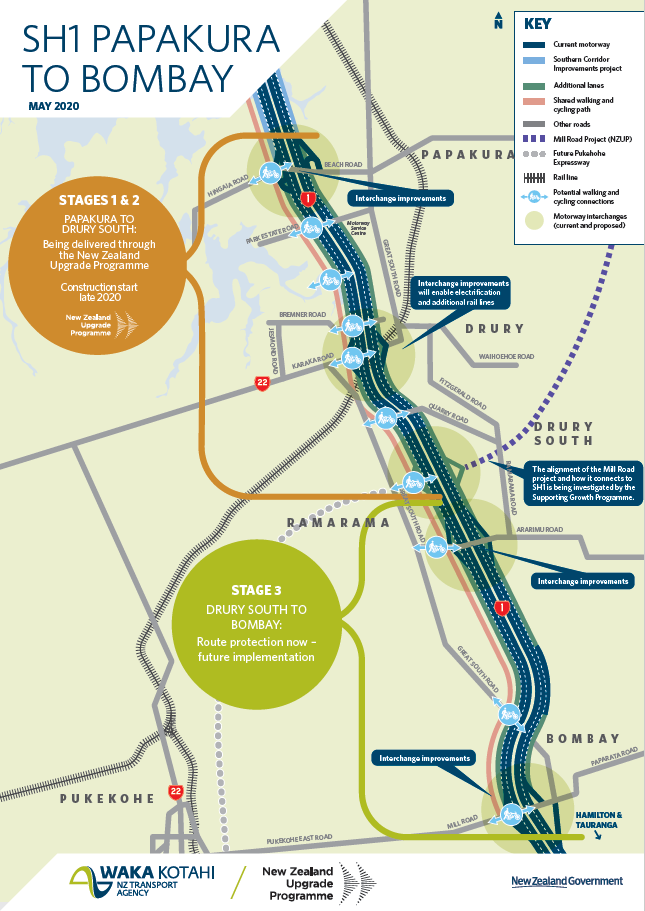 SH1 PAPAKURA
TO BOMBAY
MAY 2020
N
KEY
Current motorway
Southern Corridor
Improvements project
Additional lanes
Shared walking and
cycling path
Other roads
Mill Road Project (NZUP)
Future Pukehohe
Expressway
Rail line
Potential walking and
cycling connections
Motorway interchanges
(current and proposed)
PAPAKURA
BEACH ROAD
HINGAIA ROAD
Interchange improvements
1
Motorway
Service
Centre
PARK ESTATE ROAD
GREAT SOUTH ROAD
STAGES 1 & 2
PAPAKURA TO
DRURY SOUTH:
Being delivered through
the New Zealand
Upgrade Programme
Construction start
late 2020
New Zealand
Upgrade
Programme
Interchange improvements
will enable electrification
and additional rail lines
BREMNER ROAD
DRURY
JESMOND ROAD
KARAKA ROAD
WAIHOEHOE ROAD
22
FITZGERALD ROAD
QUARRY ROAD
DRURY
SOUTH
The alignment of the Mill Road
project and how it connects to
SH1 is being investigated by the
Supporting Growth Programme.
RAMARAMA
GREAT SOUTH ROAD
ARARIMU ROAD
STAGE 3
DRURY SOUTH TO
BOMBAY:
Route protection now –
future implementation
Interchange improvements
1
GREAT SOUTH ROAD
BOMBAY
Interchange improvements
PAPARATA ROAD
PUKEKOHE
22
MILL ROAD
HAMILTON &
TAURANGA
PUKEKOHE EAST ROAD
WAKA KOTAHI
NZ TRANSPORT
AGENCY
New Zealand
Upgrade
Programme
New Zealand Government